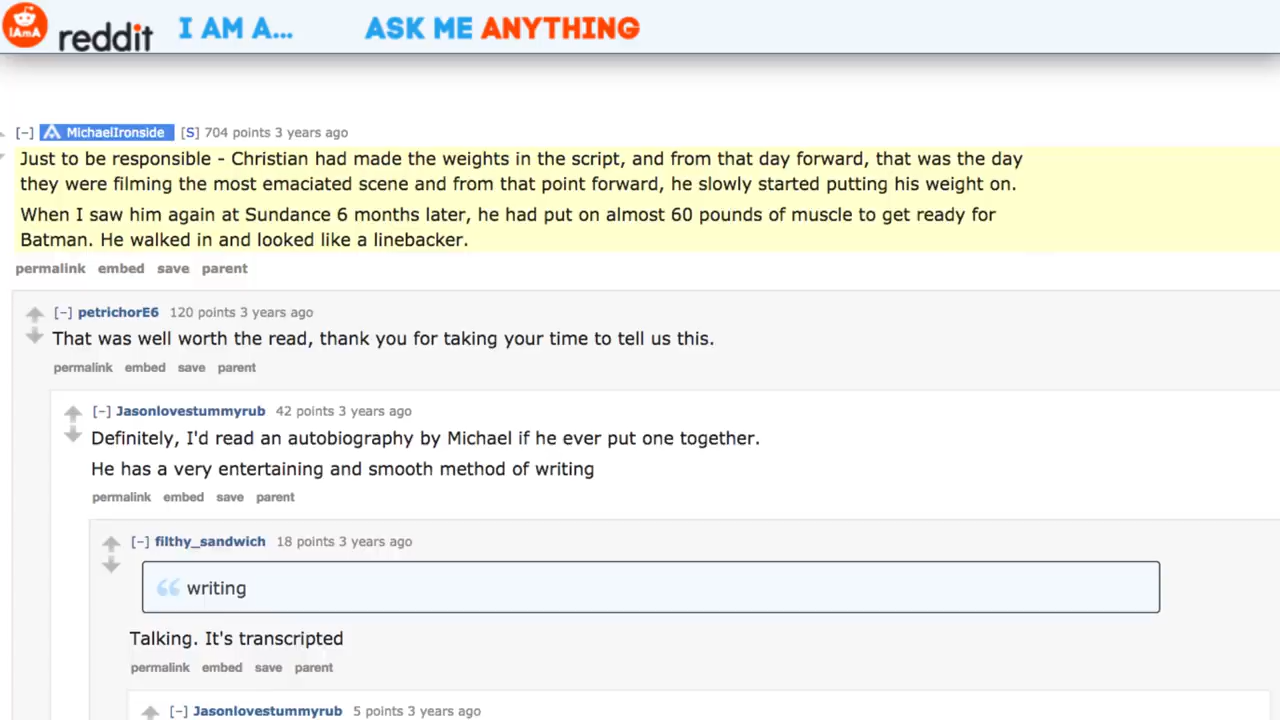 IAmA reddit I AM A... ASK ME ANYTHING
[–] MichaelIronside [S] 704 points 3 years ago
Just to be responsible - Christian had made the weights in the script, and from that day forward, that was the day
they were filming the most emaciated scene and from that point forward, he slowly started putting his weight on.
When I saw him again at Sundance 6 months later, he had put on almost 60 pounds of muscle to get ready for
Batman. He walked in and looked like a linebacker.
permalink embed save parent
[–] petrichorE6 120 points 3 years ago
That was well worth the read, thank you for taking your time to tell us this.
permalink embed save parent
[–] Jasonlovestummyrub 42 points 3 years ago
Definitely, I'd read an autobiography by Michael if he ever put one together.
He has a very entertaining and smooth method of writing
permalink embed save parent
[–] filthy_sandwich 18 points 3 years ago
“ writing
Talking. It's transcripted
permalink embed save parent
[–] Jasonlovestummyrub 5 points 3 years ago